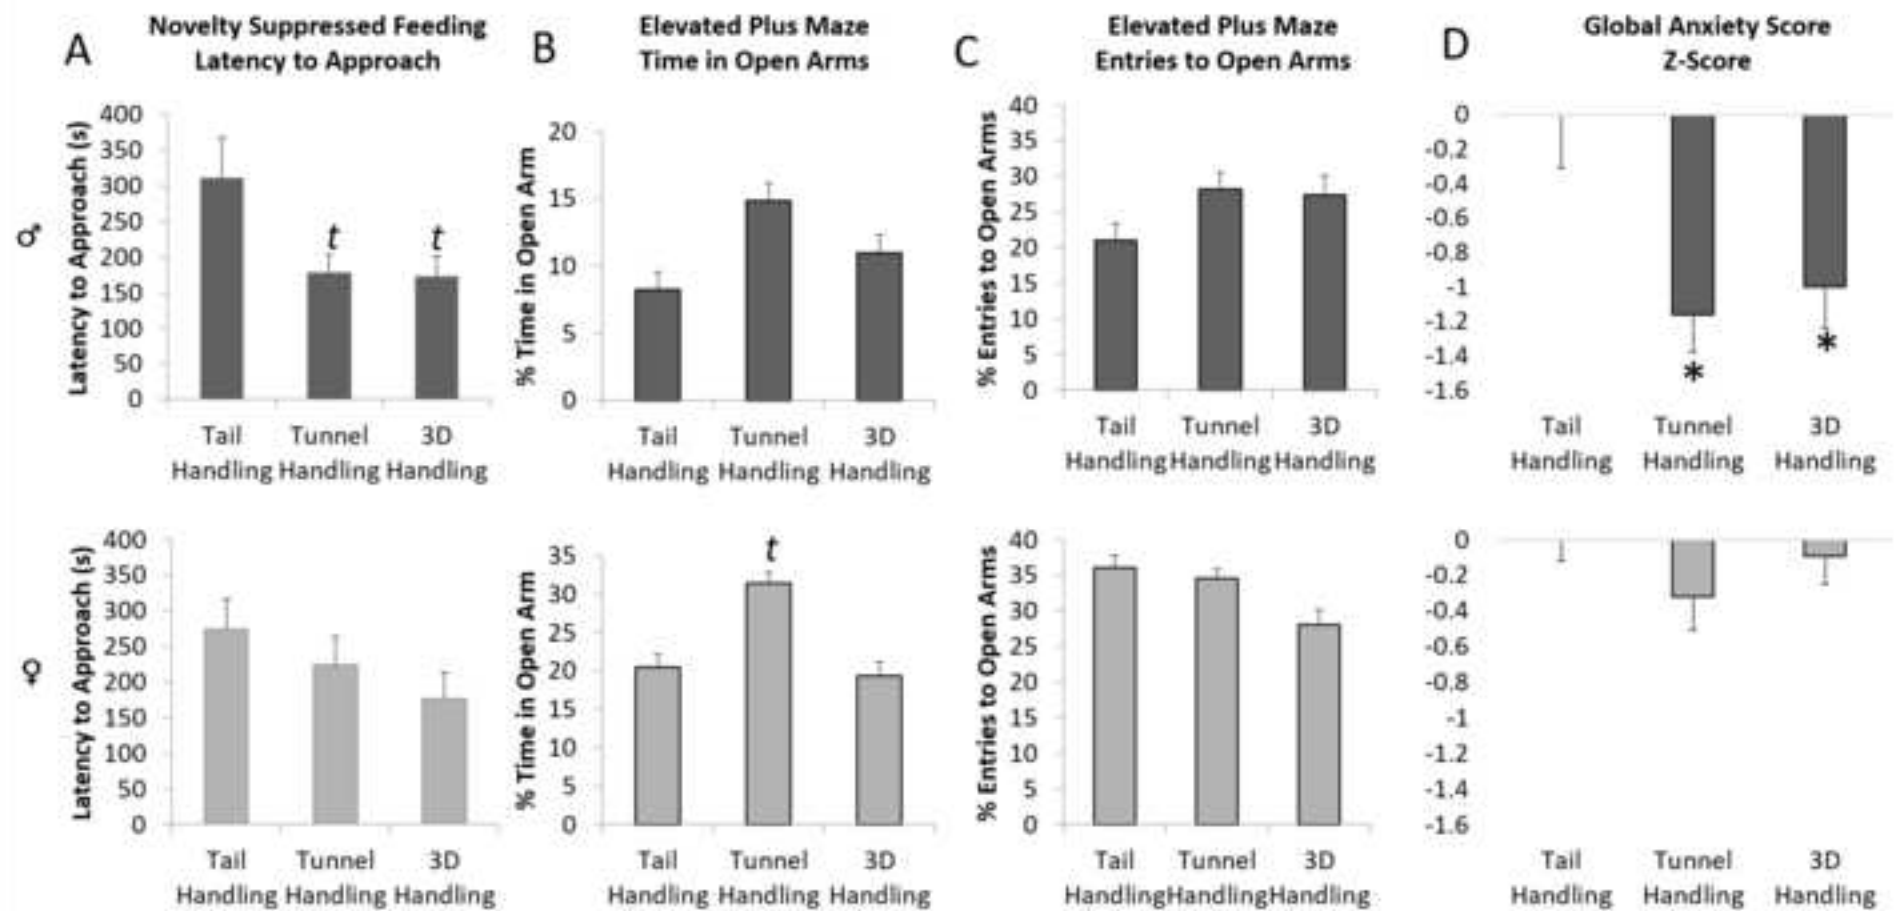 A
Novelty Suppressed Feeding
Latency to Approach
B
Elevated Plus Maze
Time in Open Arms
C
Elevated Plus Maze
Entries to Open Arms
D
Global Anxiety Score
Z-Score
♂
Latency to Approach (s)
400
350
300
250
200
150
100
50
0
t
t
Tail
Handling
Tunnel
Handling
3D
Handling
% Time in Open Arm
20
15
10
5
0
Tail
Handling
Tunnel
Handling
3D
Handling
% Entries to Open Arms
40
35
30
25
20
15
10
5
0
Tail
Handling
Tunnel
Handling
3D
Handling
0
-0.2
-0.4
-0.6
-0.8
-1
-1.2
-1.4
-1.6
*
*
Tail
Handling
Tunnel
Handling
3D
Handling
♀
Latency to Approach (s)
400
350
300
250
200
150
100
50
0
Tail
Handling
Tunnel
Handling
3D
Handling
% Time in Open Arm
35
30
25
20
15
10
5
0
t
Tail
Handling
Tunnel
Handling
3D
Handling
% Entries to Open Arms
40
35
30
25
20
15
10
5
0
Tail
Handling
Tunnel
Handling
3D
Handling
0
-0.2
-0.4
-0.6
-0.8
-1
-1.2
-1.4
-1.6
Tail
Handling
Tunnel
Handling
3D
Handling